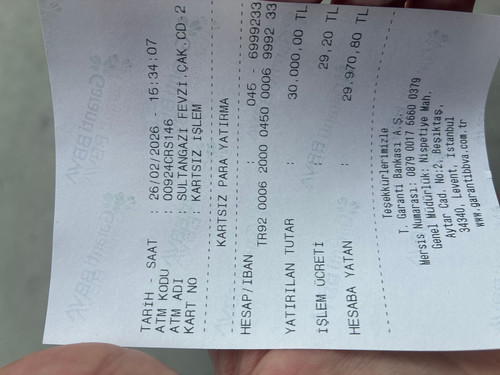 TARİH - SAAT : 26/02/2026 - 15:34:07
ATM KODU : 00924CRS146
ATM ADI : SULTANGAZİ FEVZİ.ÇAK.CD-2
KART NO : KARTSIZ İŞLEM
KARTSIZ PARA YATIRMA
HESAP/IBAN : 045 - 6999233
TR92 0006 2000 0450 0006 9992 33
YATIRILAN TUTAR : 30.000,00 TL
İŞLEM ÜCRETİ : 29,20 TL
HESABA YATAN : 29.970,80 TL
Teşekkürlerimizle
T. Garanti Bankası A.Ş.
Mersis Numarası: 0879 0017 5660 0379
Genel Müdürlük: Nispetiye Mah.
Aytar Cad. No:2, Beşiktaş,
34340, Levent, İstanbul
www.garantibbva.com.tr